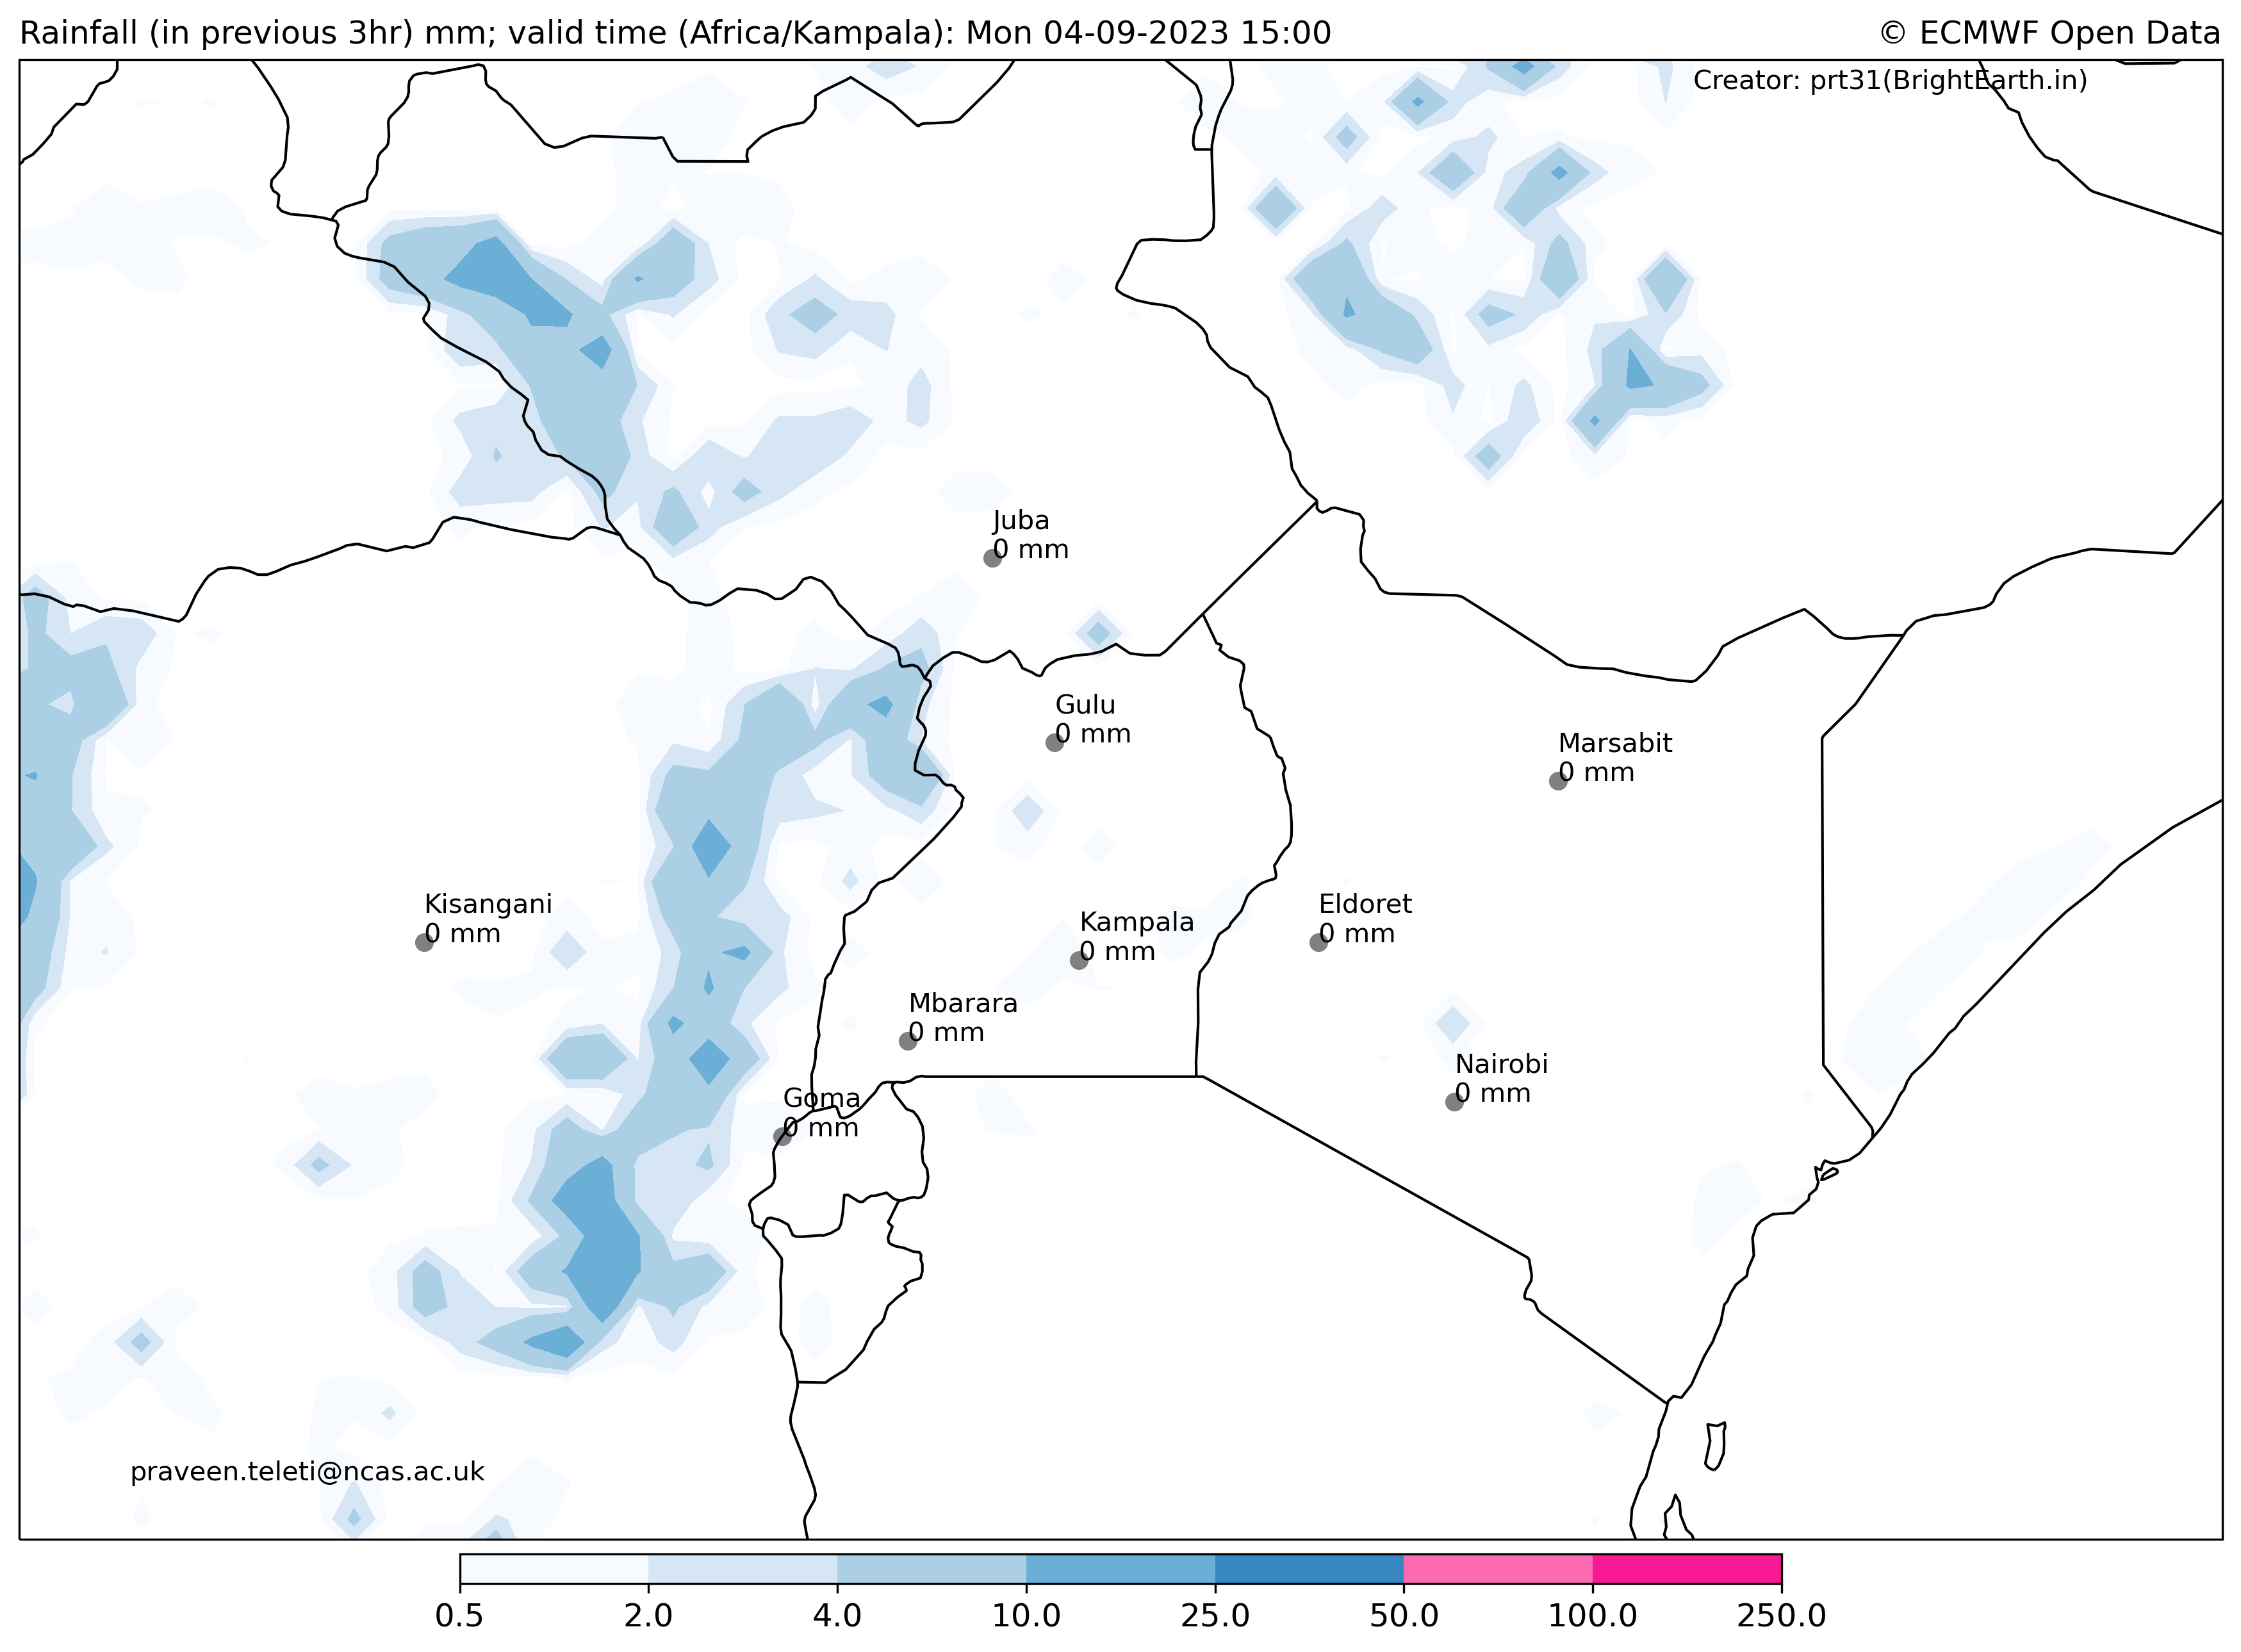 Rainfall (in previous 3hr) mm; valid time (Africa/Kampala): Mon 04-09-2023 15:00
© ECMWF Open Data
Creator: prt31(BrightEarth.in)
Juba
0 mm
Gulu
0 mm
Marsabit
0 mm
Kisangani
0 mm
Kampala
0 mm
Eldoret
0 mm
Mbarara
0 mm
Nairobi
0 mm
Goma
0 mm
praveen.teleti@ncas.ac.uk
0.5 2.0 4.0 10.0 25.0 50.0 100.0 250.0